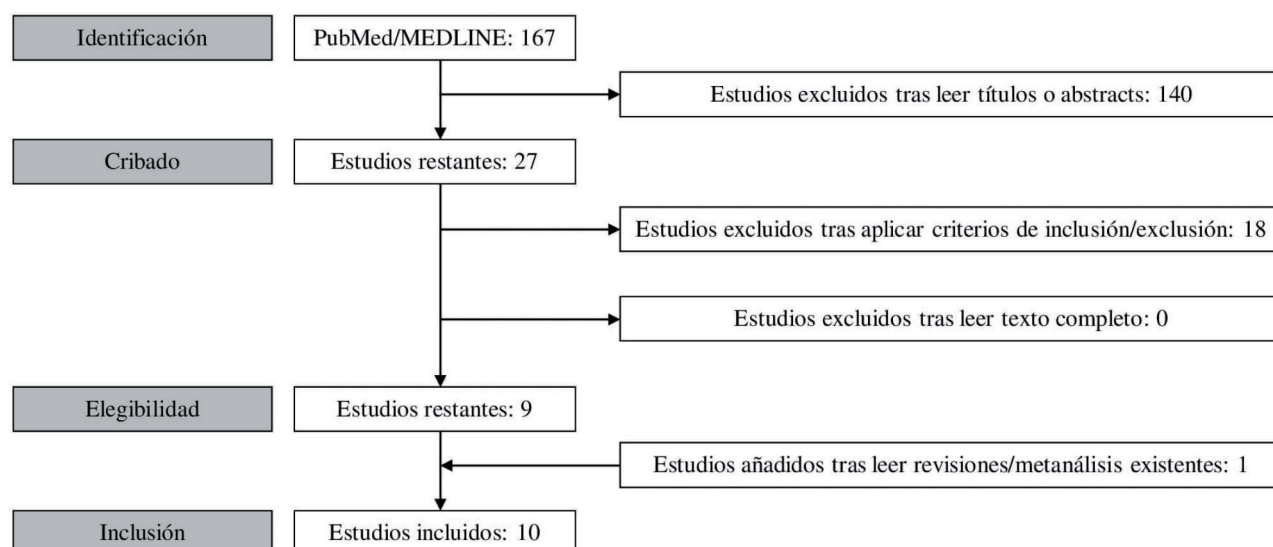 Identificación
PubMed/MEDLINE: 167
Estudios excluidos tras leer títulos o abstracts: 140
Cribado
Estudios restantes: 27
Estudios excluidos tras aplicar criterios de inclusión/exclusión: 18
Estudios excluidos tras leer texto completo: 0
Elegibilidad
Estudios restantes: 9
Estudios añadidos tras leer revisiones/metanálisis existentes: 1
Inclusión
Estudios incluidos: 10